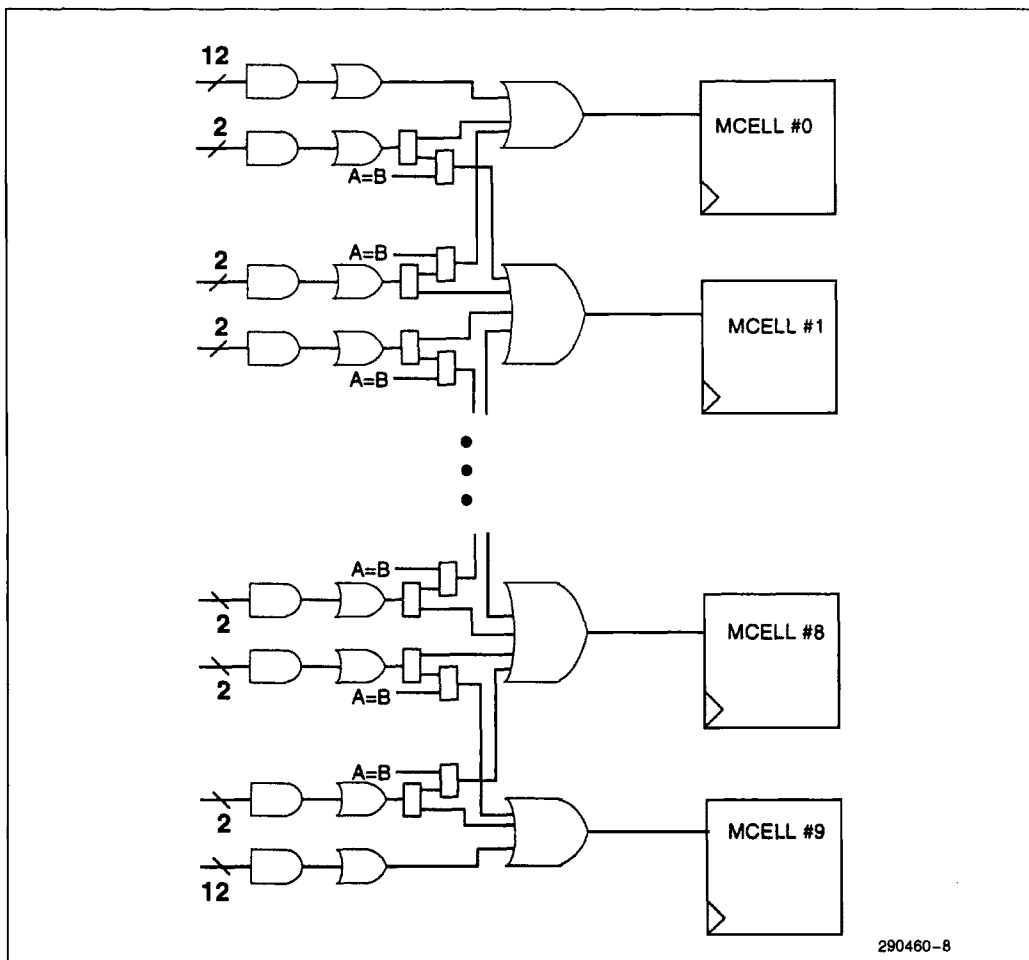 12
MCELL #0
2
A=B
A=B
2
MCELL #1
2
A=B
A=B
2
MCELL #8
2
A=B
A=B
2
MCELL #9
12
290460-8